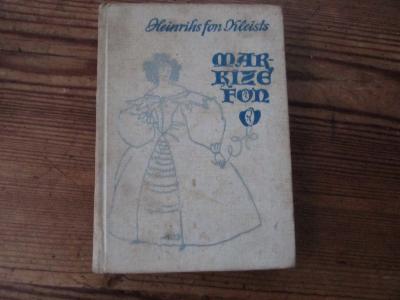 Heinrihs fon Kleists
MAR-
KIZE
FON
O